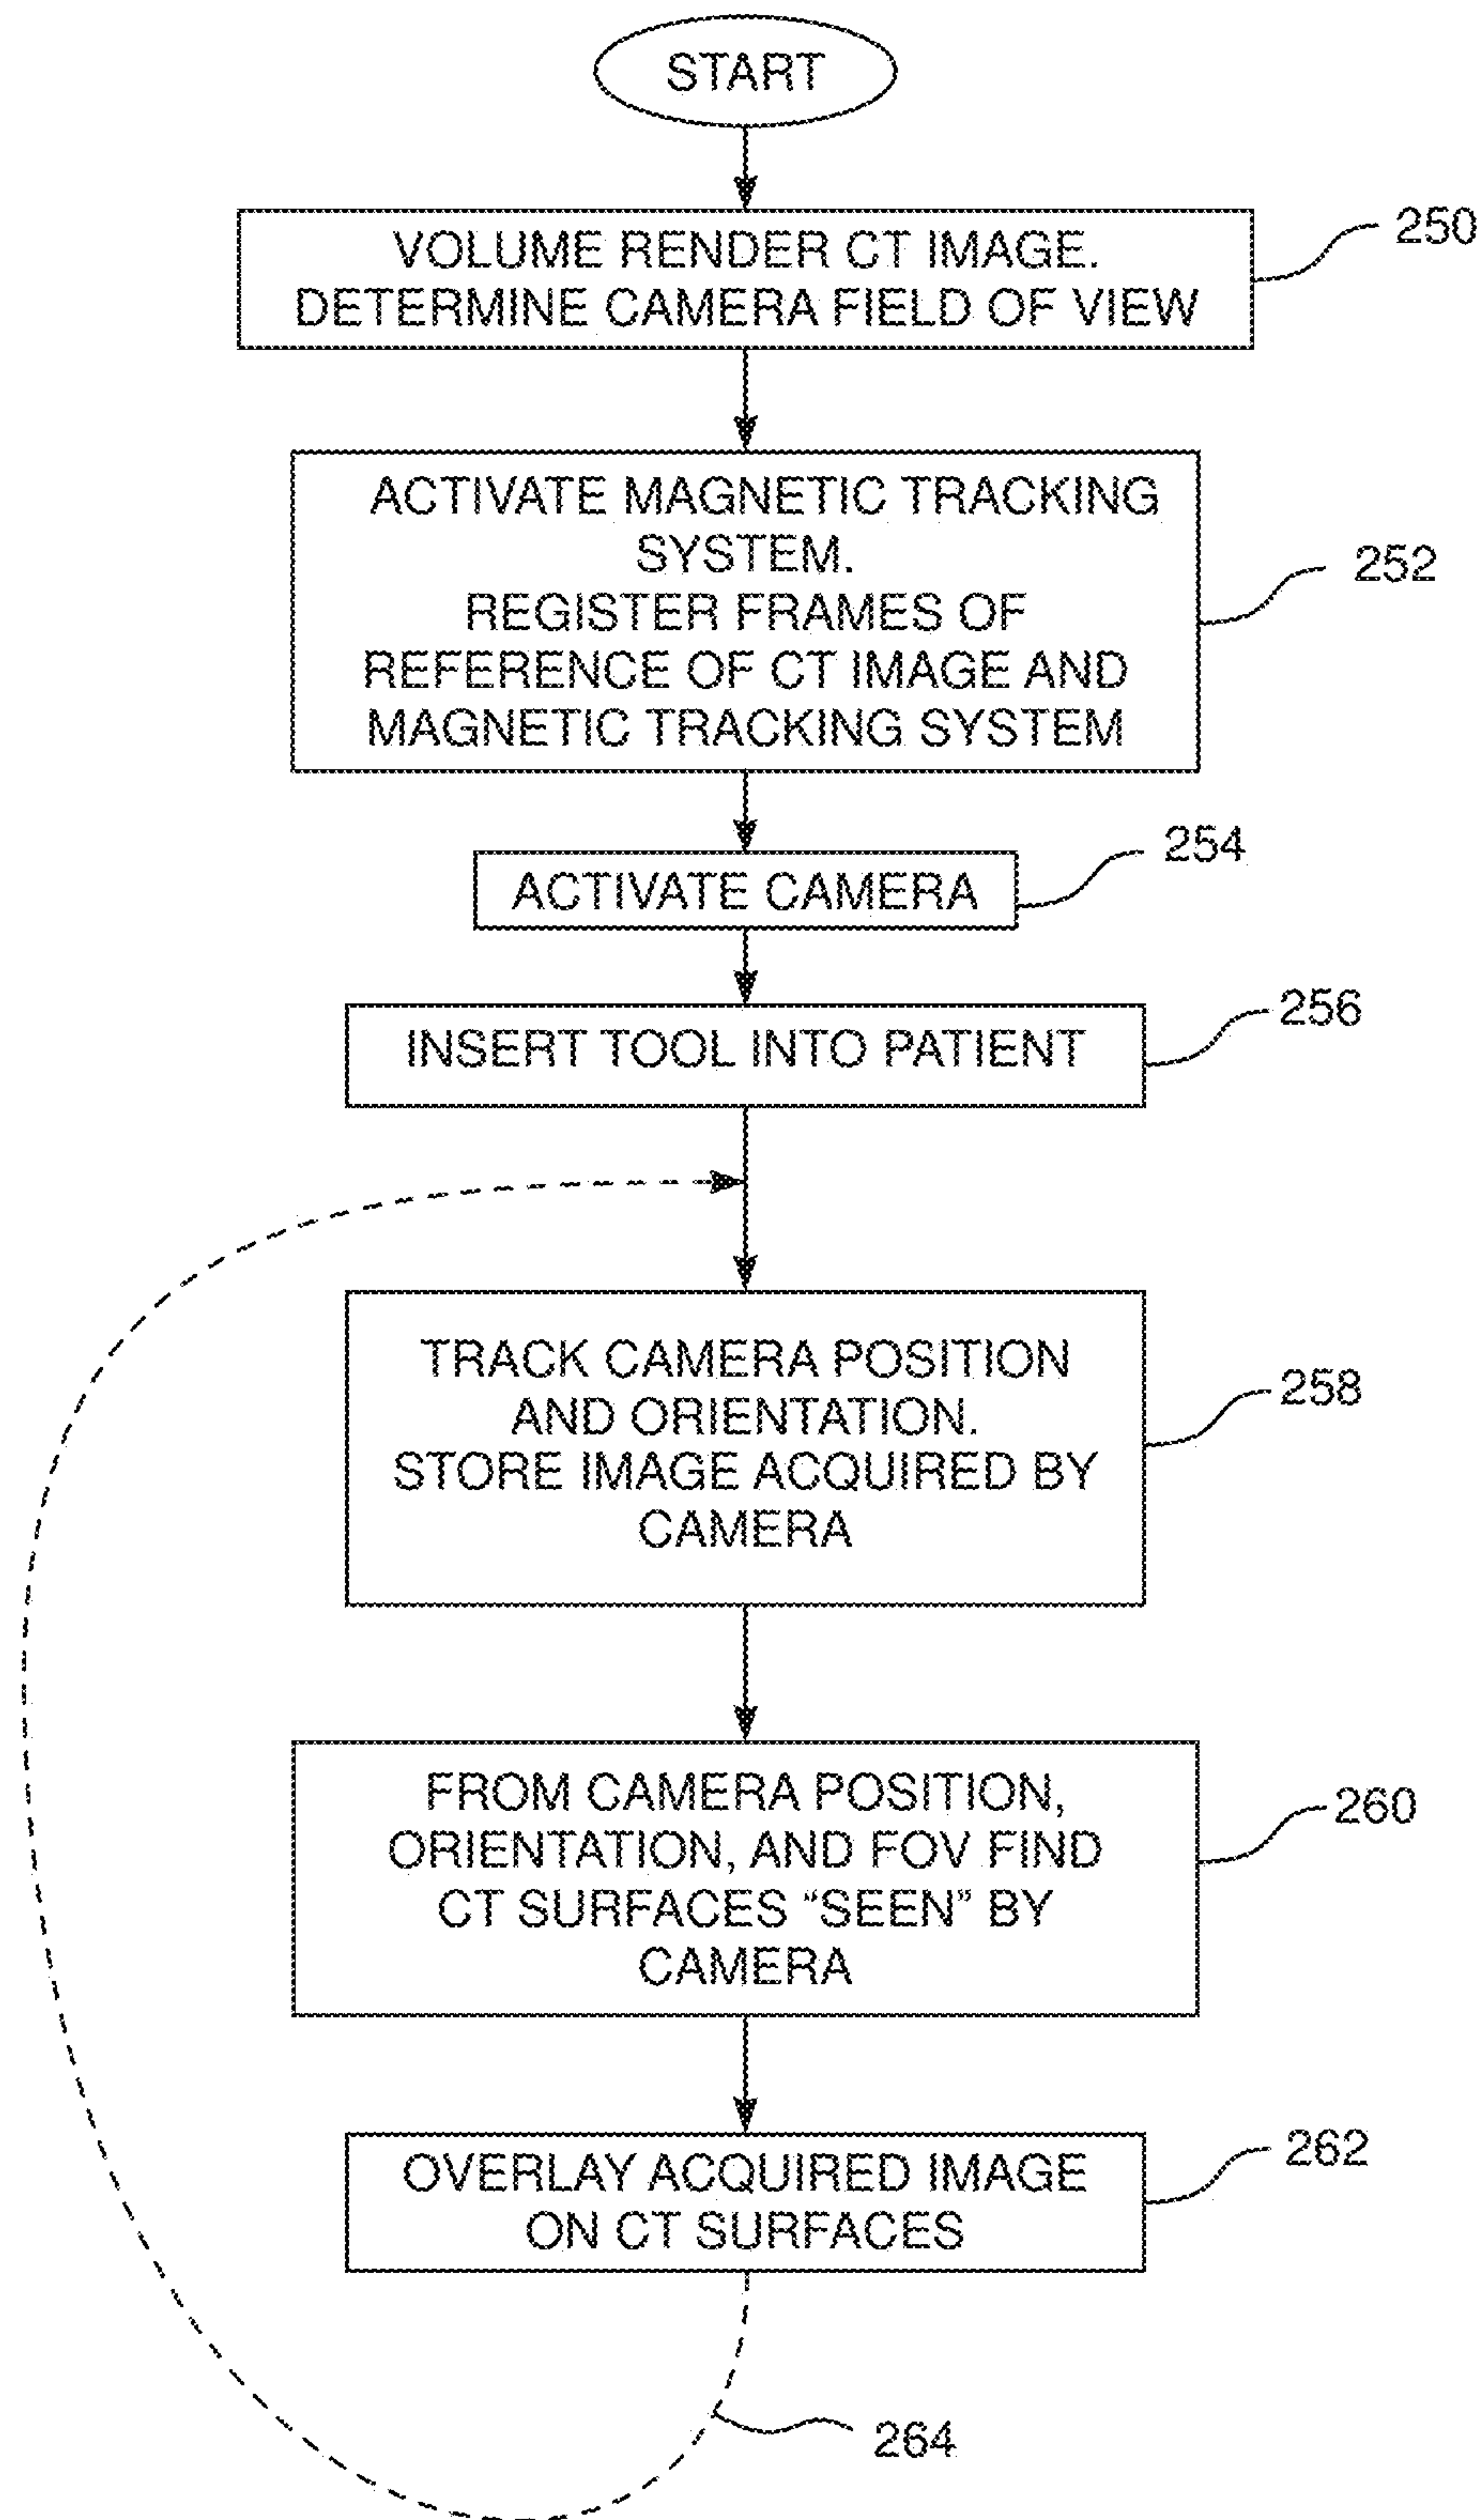 START
VOLUME RENDER CT IMAGE.
DETERMINE CAMERA FIELD OF VIEW
250
ACTIVATE MAGNETIC TRACKING
SYSTEM.
REGISTER FRAMES OF
REFERENCE OF CT IMAGE AND
MAGNETIC TRACKING SYSTEM
252
ACTIVATE CAMERA
254
INSERT TOOL INTO PATIENT
256
TRACK CAMERA POSITION
AND ORIENTATION.
STORE IMAGE ACQUIRED BY
CAMERA
258
FROM CAMERA POSITION,
ORIENTATION, AND FOV FIND
CT SURFACES “SEEN” BY
CAMERA
260
OVERLAY ACQUIRED IMAGE
ON CT SURFACES
262
264